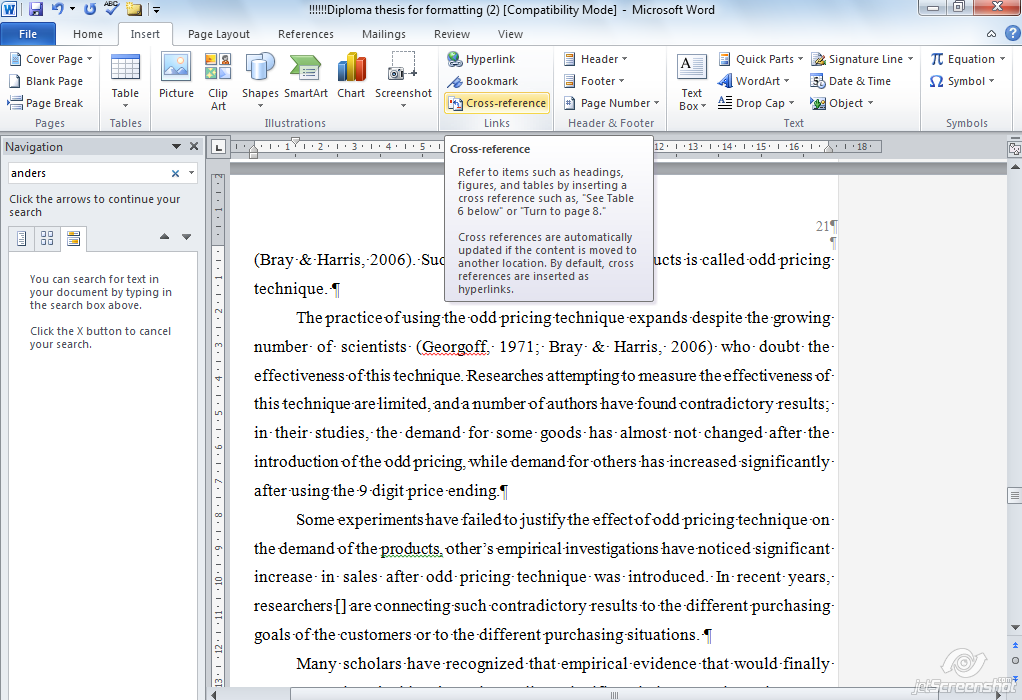 !!!!!!Diploma thesis for formatting (2) [Compatibility Mode] - Microsoft Word
File Home Insert Page Layout References Mailings Review View
Cover Page
Blank Page
Page Break
Pages
Table
Tables
Picture
Clip
Art
Shapes
SmartArt
Chart
Screenshot
Illustrations
Hyperlink
Bookmark
Cross-reference
Links
Header
Footer
Page Number
Header & Footer
Text
Box
Quick Parts
WordArt
Drop Cap
Signature Line
Date & Time
Object
Text
Equation
Symbol
Symbols
Navigation
anders
Click the arrows to continue your
search
You can search for text in
your document by typing in
the search box above.
Click the X button to cancel
your search.
Cross-reference
Refer to items such as headings,
figures, and tables by inserting a
cross reference such as, "See Table
6 below" or "Turn to page 8."
Cross references are automatically
updated if the content is moved to
another location. By default, cross
references are inserted as
hyperlinks.
21¶
¶
(Bray & Harris, 2006). Suc ucts is called odd pricing
technique. ¶
The practice of using the odd pricing technique expands despite the growing
number of scientists (Georgoff, 1971; Bray & Harris, 2006) who doubt the
effectiveness of this technique. Researches attempting to measure the effectiveness of
this technique are limited, and a number of authors have found contradictory results;
in their studies, the demand for some goods has almost not changed after the
introduction of the odd pricing, while demand for others has increased significantly
after using the 9 digit price ending.¶
Some experiments have failed to justify the effect of odd pricing technique on
the demand of the products, other's empirical investigations have noticed significant
increase in sales after odd pricing technique was introduced. In recent years,
researchers [] are connecting such contradictory results to the different purchasing
goals of the customers or to the different purchasing situations. ¶
Many scholars have recognized that empirical evidence that would finally
jetScreenshot